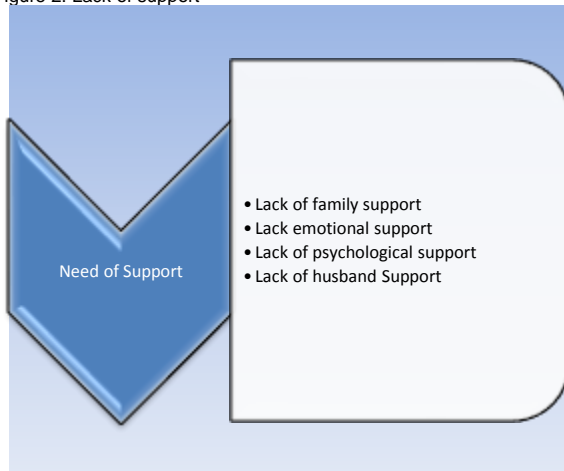 Figure 2: Lack of support
Need of Support
• Lack of family support
• Lack emotional support
• Lack of psychological support
• Lack of husband Support